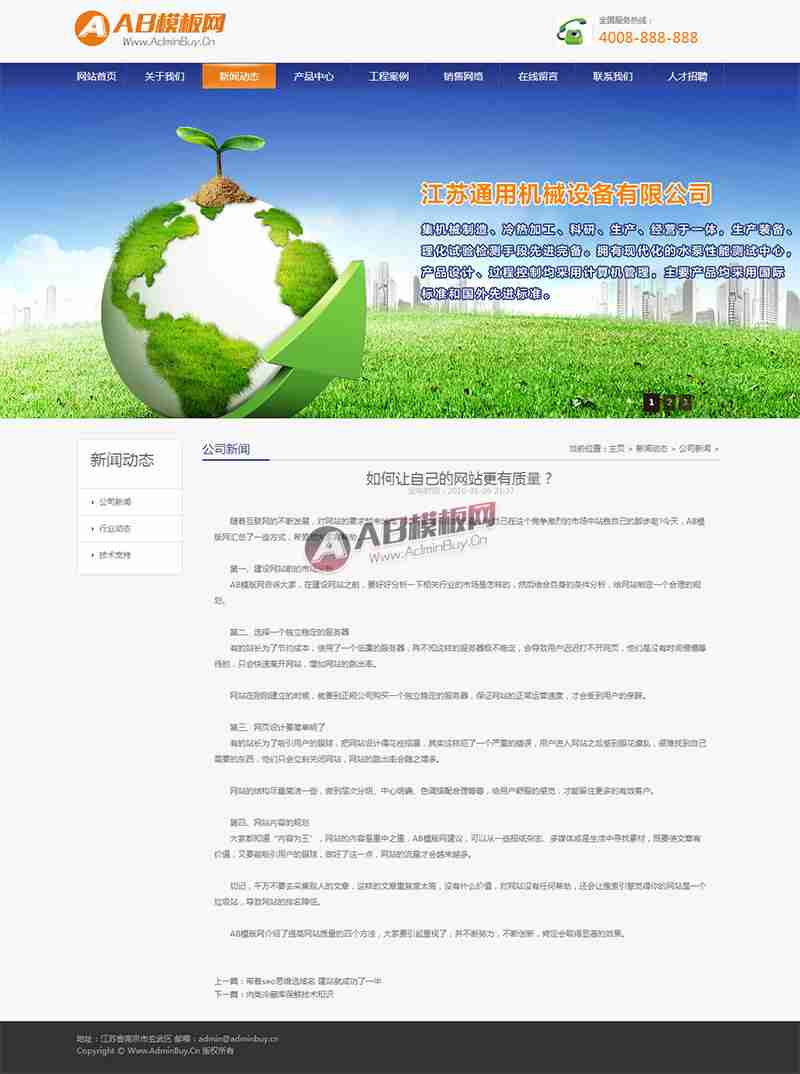 AB模板网
Www.AdminBuy.Cn
全国服务热线：
4008-888-888
网站首页 关于我们 新闻动态 产品中心 工程案例 销售网络 在线留言 联系我们 人才招聘
江苏通用机械设备有限公司
集机械制造、冷热加工、科研、生产、经营于一体，生产装备、
理化试验检测手段先进完备。拥有现代化的水泵性能测试中心，
产品设计、过程控制均采用计算机管理，主要产品均采用国际
标准和国外先进标准。
1 2 3
新闻动态
公司新闻
行业动态
技术支持
公司新闻
当前位置：主页 > 新闻动态 > 公司新闻 >
如何让自己的网站更有质量？
随着互联网的不断发展，对网站的要求
自己在这个竞争激烈的市场中站稳自己的脚步呢?今天，AB模
板网汇总了一些方式，
AB模板网
Www.AdminBuy.Cn
第一、建设网站前的市场分析
AB模板网告诉大家，在建设网站之前，要好好分析一下相关行业的市场是怎样的，然后结合自身的条件分析，给网站制定一个合理的规
划。
第二、选择一个独立稳定的服务器
有的站长为了节约成本，使用了一个低廉的服务器，殊不知这样的服务器极不稳定，会导致用户迟迟打不开网页，他们是没有时间慢慢等
待的，只会快速离开网站，增加网站的跳出率。
网站在刚刚建立的时候，就要到正规公司购买一个独立稳定的服务器，保证网站的正常运营速度，才会受到用户的亲睐。
第三、网页设计要简单明了
有的站长为了吸引用户的眼球，把网站设计得花枝招展，其实这样犯了一个严重的错误，用户进入网站之后感到眼花缭乱，很难找到自己
需要的东西，他们只会立刻关闭网站，网站的跳出率会随之增多。
网站的结构尽量简洁一些，做到层次分明、中心明确、色调搭配合理等等，给用户舒服的感觉，才能留住更多的有效客户。
第四、网站内容的规划
大家都知道“内容为王”，网站的内容是重中之重，AB模板网建议，可以从一些报纸杂志、多媒体或是生活中寻找素材，既要使文章有
价值，又要能吸引用户的眼球，做好了这一点，网站的流量才会越来越多。
切记，千万不要去采集别人的文章，这样的文章重复度太高，没有什么价值，对网站没有任何帮助，还会让搜索引擎觉得你的网站是一个
垃圾站，导致网站的排名降低。
AB模板网介绍了提高网站质量的四个方法，大家要引起重视了，并不断努力，不断创新，肯定会取得显著的效果。
上一篇：带着seo思维选域名 建站就成功了一半
下一篇：肉类冷藏库保鲜技术知识
地址：江苏省南京市玄武区 邮箱：admin@adminbuy.cn
Copyright © Www.AdminBuy.Cn 版权所有